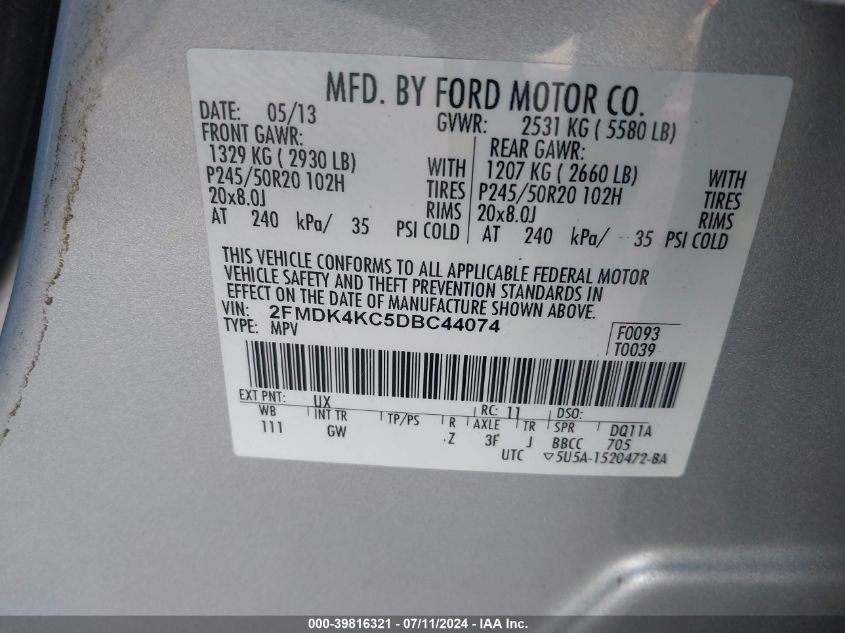 MFD. BY FORD MOTOR CO.
DATE: 05/13 GVWR: 2531 KG ( 5580 LB)
FRONT GAWR: REAR GAWR:
1329 KG ( 2930 LB) WITH 1207 KG ( 2660 LB) WITH
P245/50R20 102H TIRES P245/50R20 102H TIRES
20x8.0J RIMS 20x8.0J RIMS
AT 240 kPa/ 35 PSI COLD AT 240 kPa/ 35 PSI COLD
THIS VEHICLE CONFORMS TO ALL APPLICABLE FEDERAL MOTOR
VEHICLE SAFETY AND THEFT PREVENTION STANDARDS IN
EFFECT ON THE DATE OF MANUFACTURE SHOWN ABOVE.
VIN: 2FMDK4KC5DBC44074
TYPE: MPV
F0093
T0039
EXT PNT: UX RC: 11 DSO:
WB INT TR TP/PS R AXLE TR SPR DQ11A
111 GW Z 3F J BBCC 705
UTC ▽5U5A-1520472-BA
000-39816321 - 07/11/2024 - © IAA Holdings, LLC.